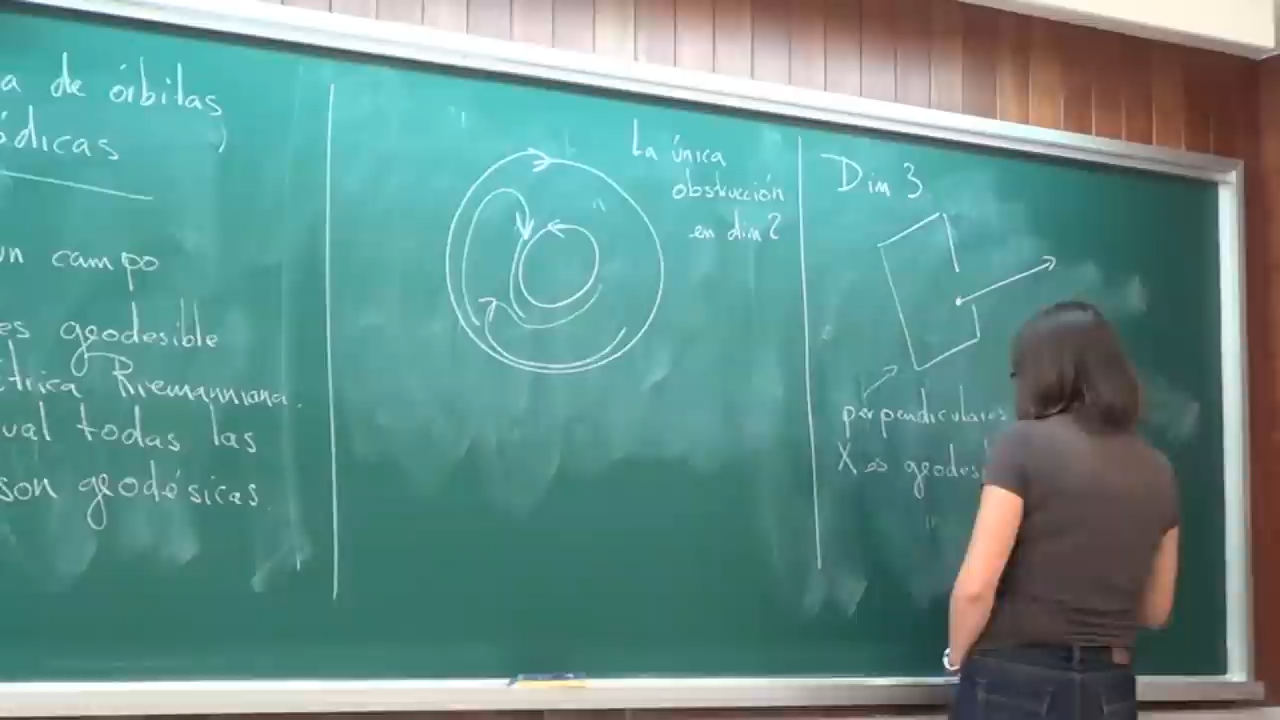 a de órbitas
ódicas
un campo
es geodesible
trica Riemanniana.
ual todas las
son geodésicas.
La única
obstrucción
en dim 2
Dim 3
perpendiculares
X es geodesi